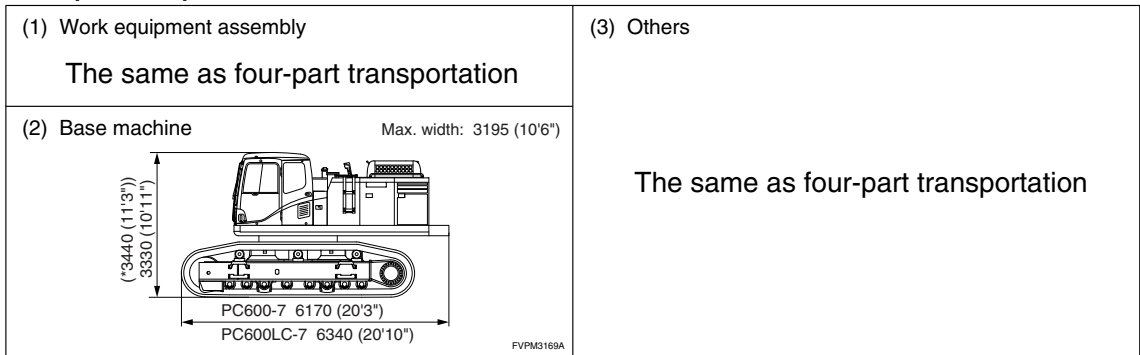 (1) Work equipment assembly
The same as four-part transportation
(2) Base machine
Max. width: 3195 (10'6")
(*3440 (11'3"))
3330 (10'11")
PC600-7 6170 (20'3")
PC600LC-7 6340 (20'10")
FVPM3169A
(3) Others
The same as four-part transportation